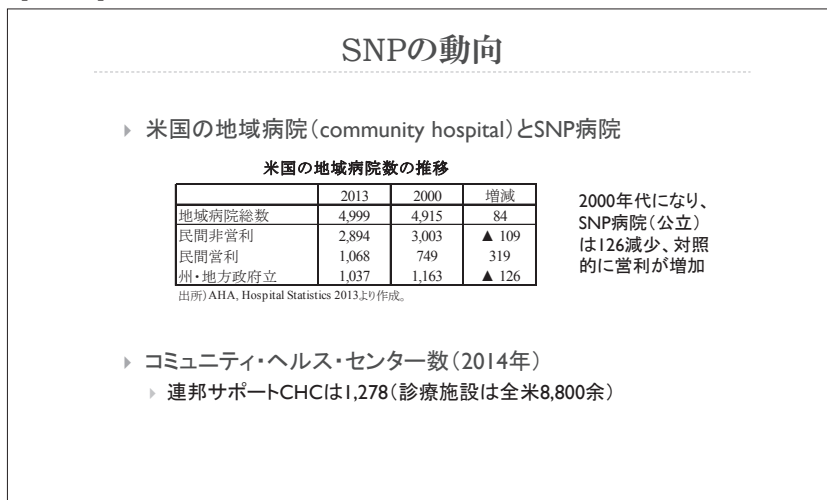 SNPの動向
米国の地域病院（community hospital）とSNP病院
米国の地域病院数の推移
2013 2000 増減
地域病院総数 4,999 4,915 84
民間非営利 2,894 3,003 ▲ 109
民間営利 1,068 749 319
州・地方政府立 1,037 1,163 ▲ 126
出所）AHA, Hospital Statistics 2013より作成。
2000年代になり、
SNP病院（公立）
は126減少、対照
的に営利が増加
コミュニティ・ヘルス・センター数（2014年）
連邦サポートCHCは1,278（診療施設は全米8,800余）